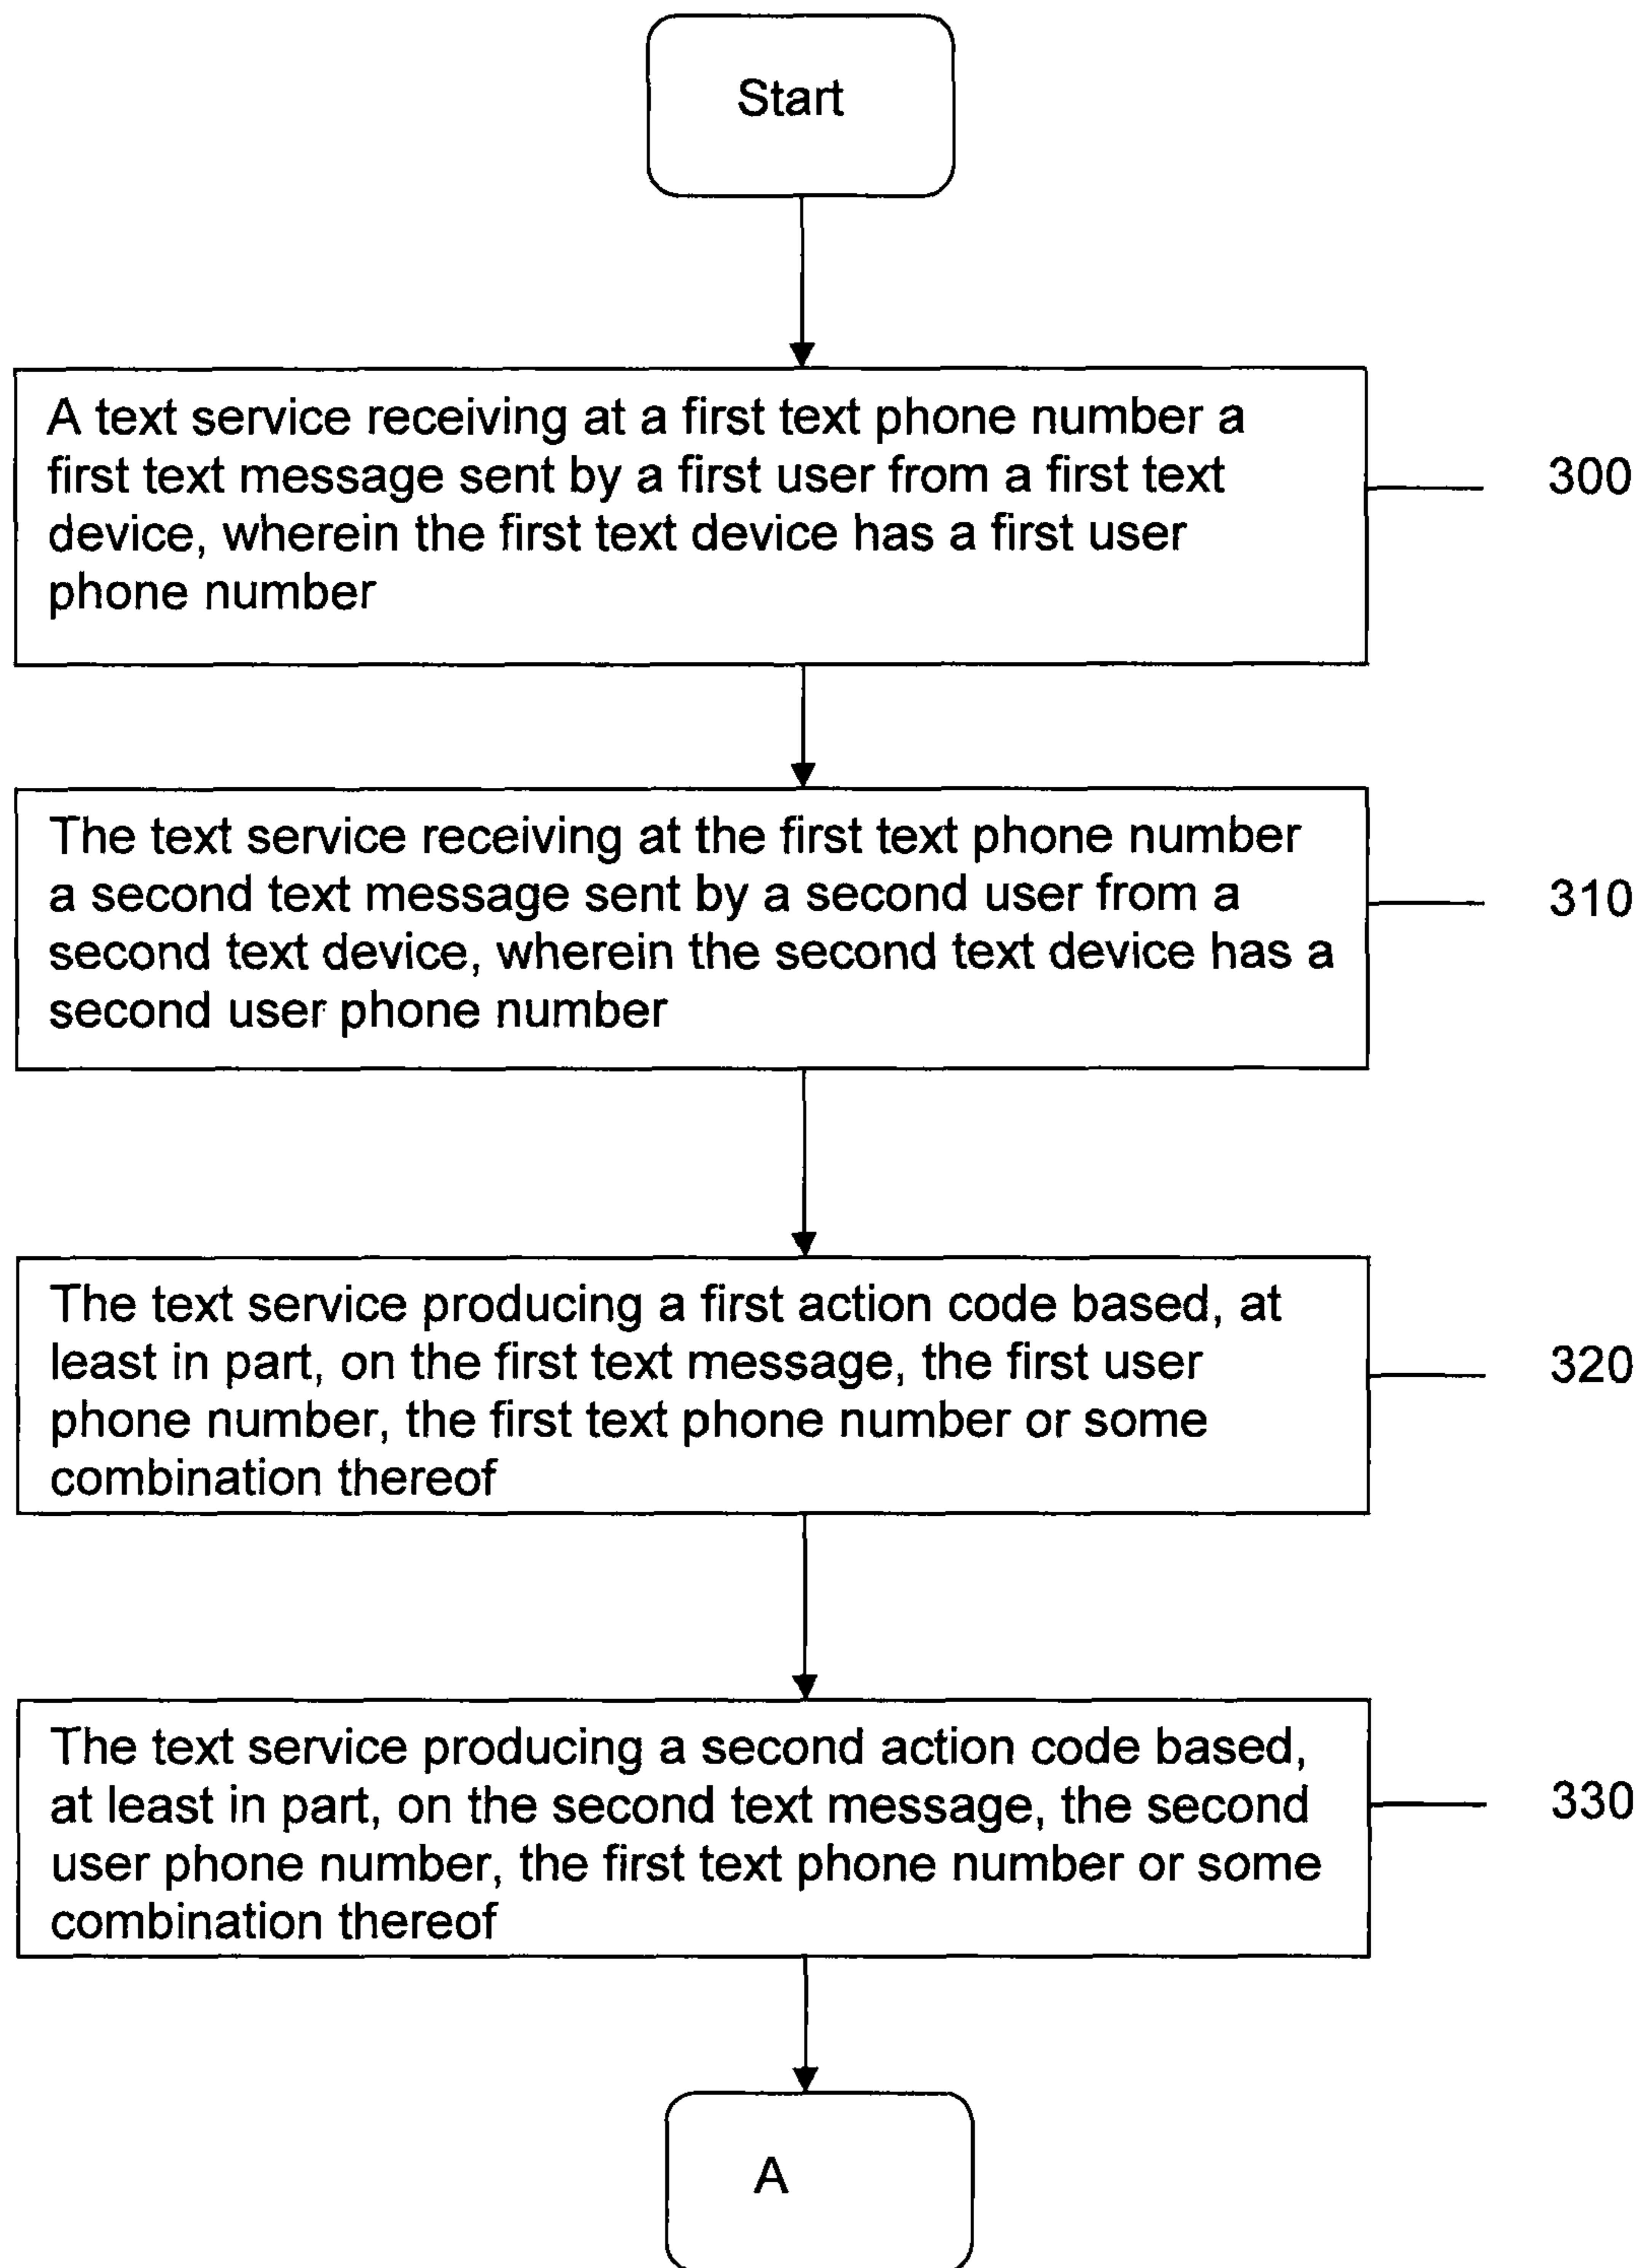 Start
A text service receiving at a first text phone number a
first text message sent by a first user from a first text
device, wherein the first text device has a first user
phone number
300
The text service receiving at the first text phone number
a second text message sent by a second user from a
second text device, wherein the second text device has a
second user phone number
310
The text service producing a first action code based, at
least in part, on the first text message, the first user
phone number, the first text phone number or some
combination thereof
320
The text service producing a second action code based,
at least in part, on the second text message, the second
user phone number, the first text phone number or some
combination thereof
330
A